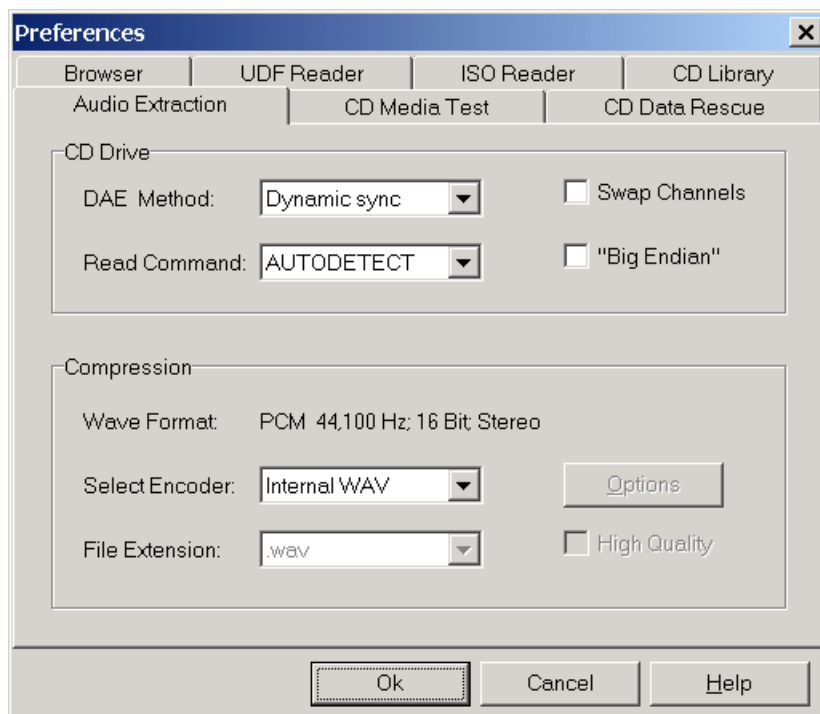 Preferences
Browser UDF Reader ISO Reader CD Library
Audio Extraction CD Media Test CD Data Rescue
CD Drive
DAE Method: Dynamic sync Swap Channels
Read Command: AUTODETECT "Big Endian"
Compression
Wave Format: PCM 44,100 Hz; 16 Bit; Stereo
Select Encoder: Internal WAV Options
File Extension: .wav High Quality
Ok Cancel Help